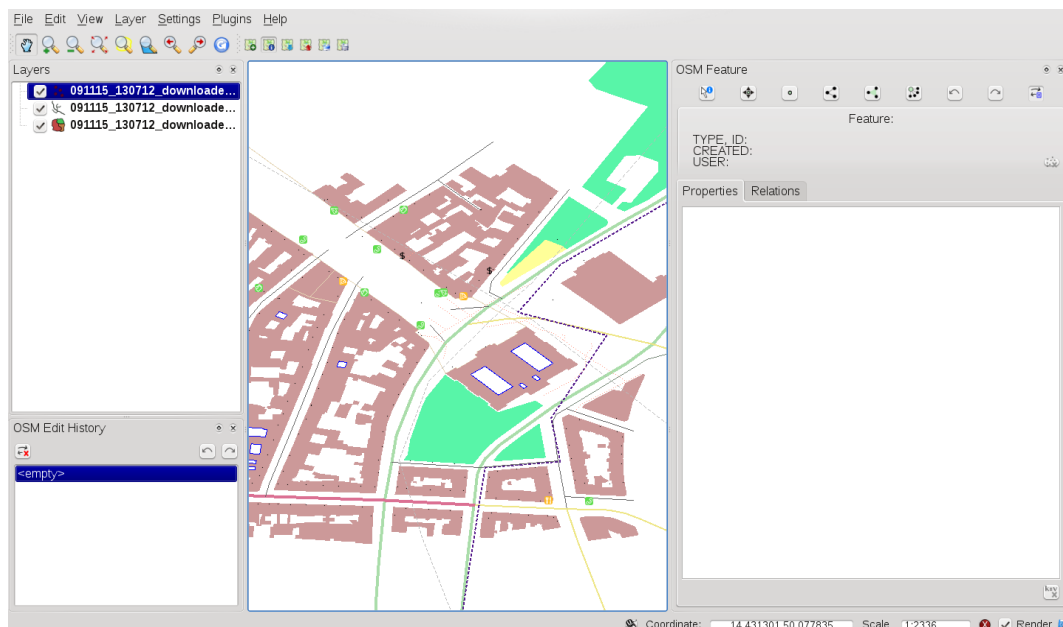 File Edit View Layer Settings Plugins Help
Layers
091115_130712_downloade...
091115_130712_downloade...
091115_130712_downloade...
OSM Edit History
<empty>
OSM Feature
Feature:
TYPE, ID:
CREATED:
USER:
Properties Relations
$
$
Coordinate: 14.431301,50.077835 Scale 1:2336 Render